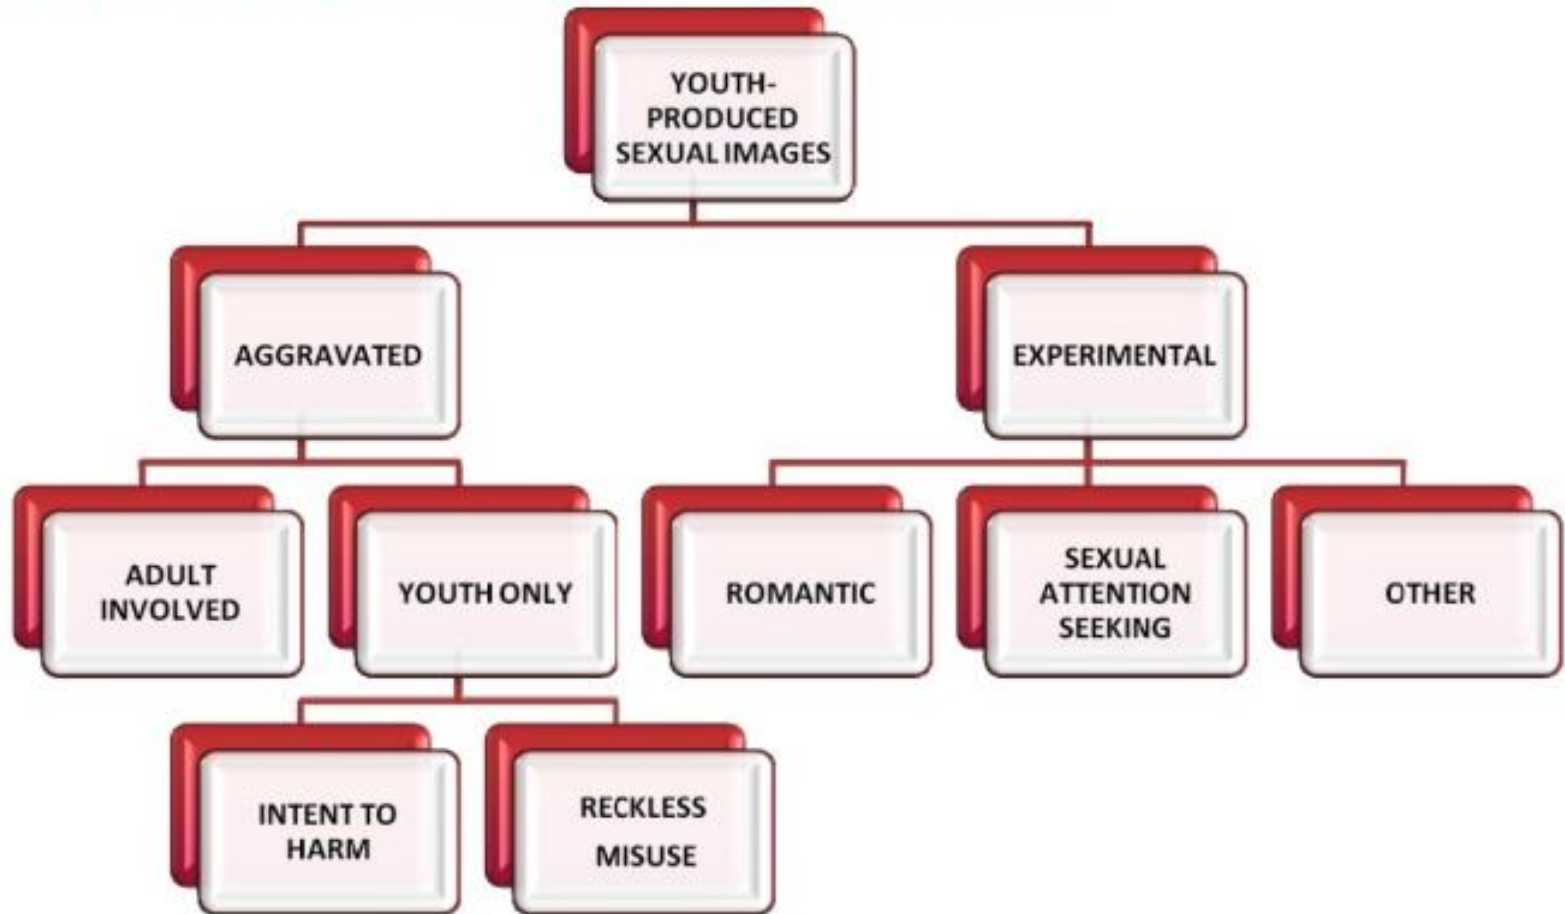 YOUTH-
PRODUCED
SEXUAL IMAGES
AGGRAVATED
EXPERIMENTAL
ADULT
INVOLVED
YOUTH ONLY
ROMANTIC
SEXUAL
ATTENTION
SEEKING
OTHER
INTENT TO
HARM
RECKLESS
MISUSE